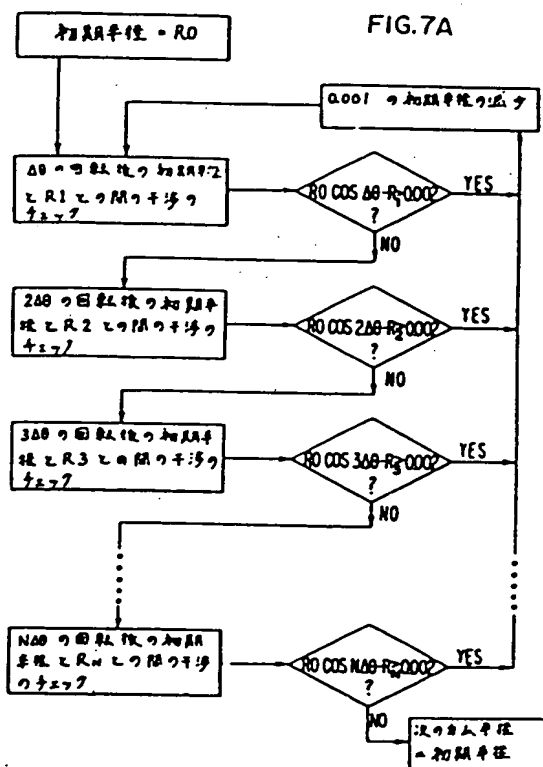 FIG.7A
初期半径 = R0
0.001 の初期半径の減少
Δθ の回転後の初期半径
と R1 との間の干渉の
チェック
R0 COS Δθ-R1≥0.002
?
YES
NO
2Δθ の回転後の初期半
径と R2 との間の干渉の
チェック
R0 COS 2Δθ-R2≥0.002
?
YES
NO
3Δθ の回転後の初期半
径と R3 との間の干渉の
チェック
R0 COS 3Δθ-R3≥0.002
?
YES
NO
NΔθ の回転後の初期
半径と RN との間の干渉
のチェック
R0 COS NΔθ-RN≥0.002
?
YES
NO
次のカム半径
= 初期半径